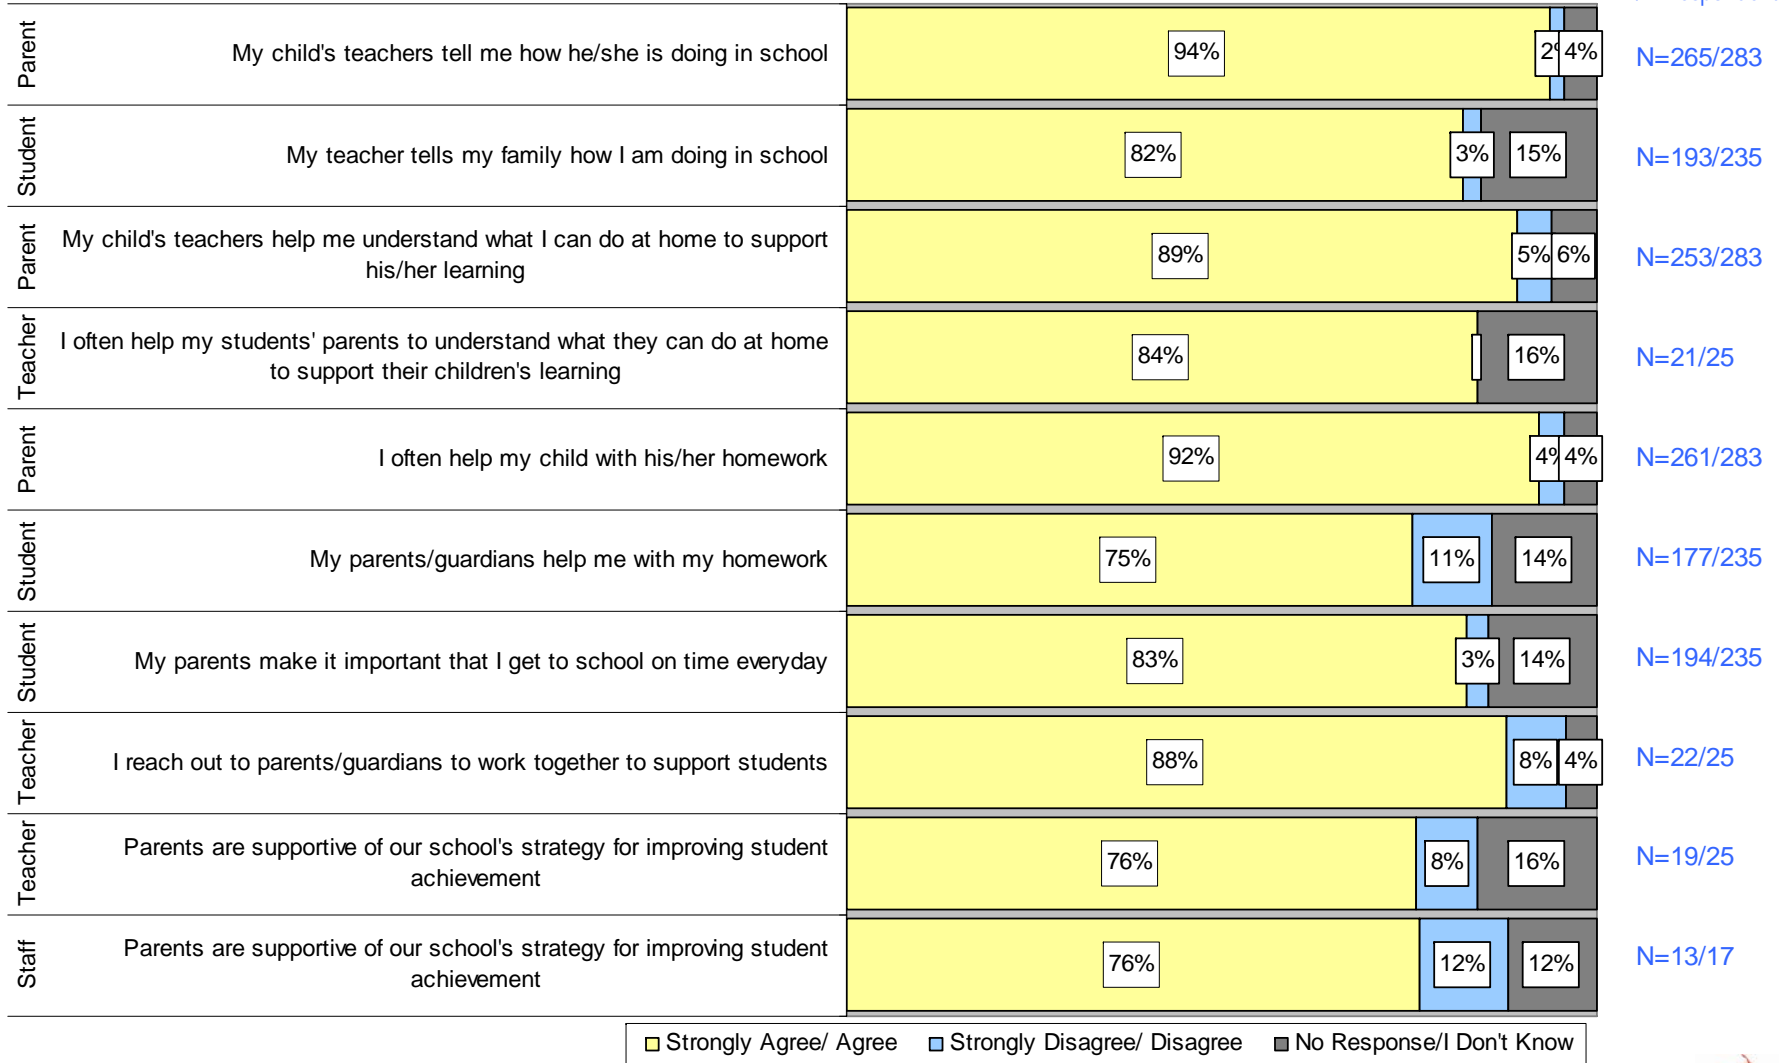 Parent
My child's teachers tell me how he/she is doing in school
94%
4%
N=265/283
Student
My teacher tells my family how I am doing in school
82%
3%
15%
N=193/235
Parent
My child's teachers help me understand what I can do at home to support
his/her learning
89%
5%
6%
N=253/283
Teacher
I often help my students' parents to understand what they can do at home
to support their children's learning
84%
16%
N=21/25
Parent
I often help my child with his/her homework
92%
4%
4%
N=261/283
Student
My parents/guardians help me with my homework
75%
11%
14%
N=177/235
Student
My parents make it important that I get to school on time everyday
83%
3%
14%
N=194/235
Teacher
I reach out to parents/guardians to work together to support students
88%
8%
4%
N=22/25
Teacher
Parents are supportive of our school's strategy for improving student
achievement
76%
8%
16%
N=19/25
Staff
Parents are supportive of our school's strategy for improving student
achievement
76%
12%
12%
N=13/17
Strongly Agree/ Agree
Strongly Disagree/ Disagree
No Response/I Don't Know